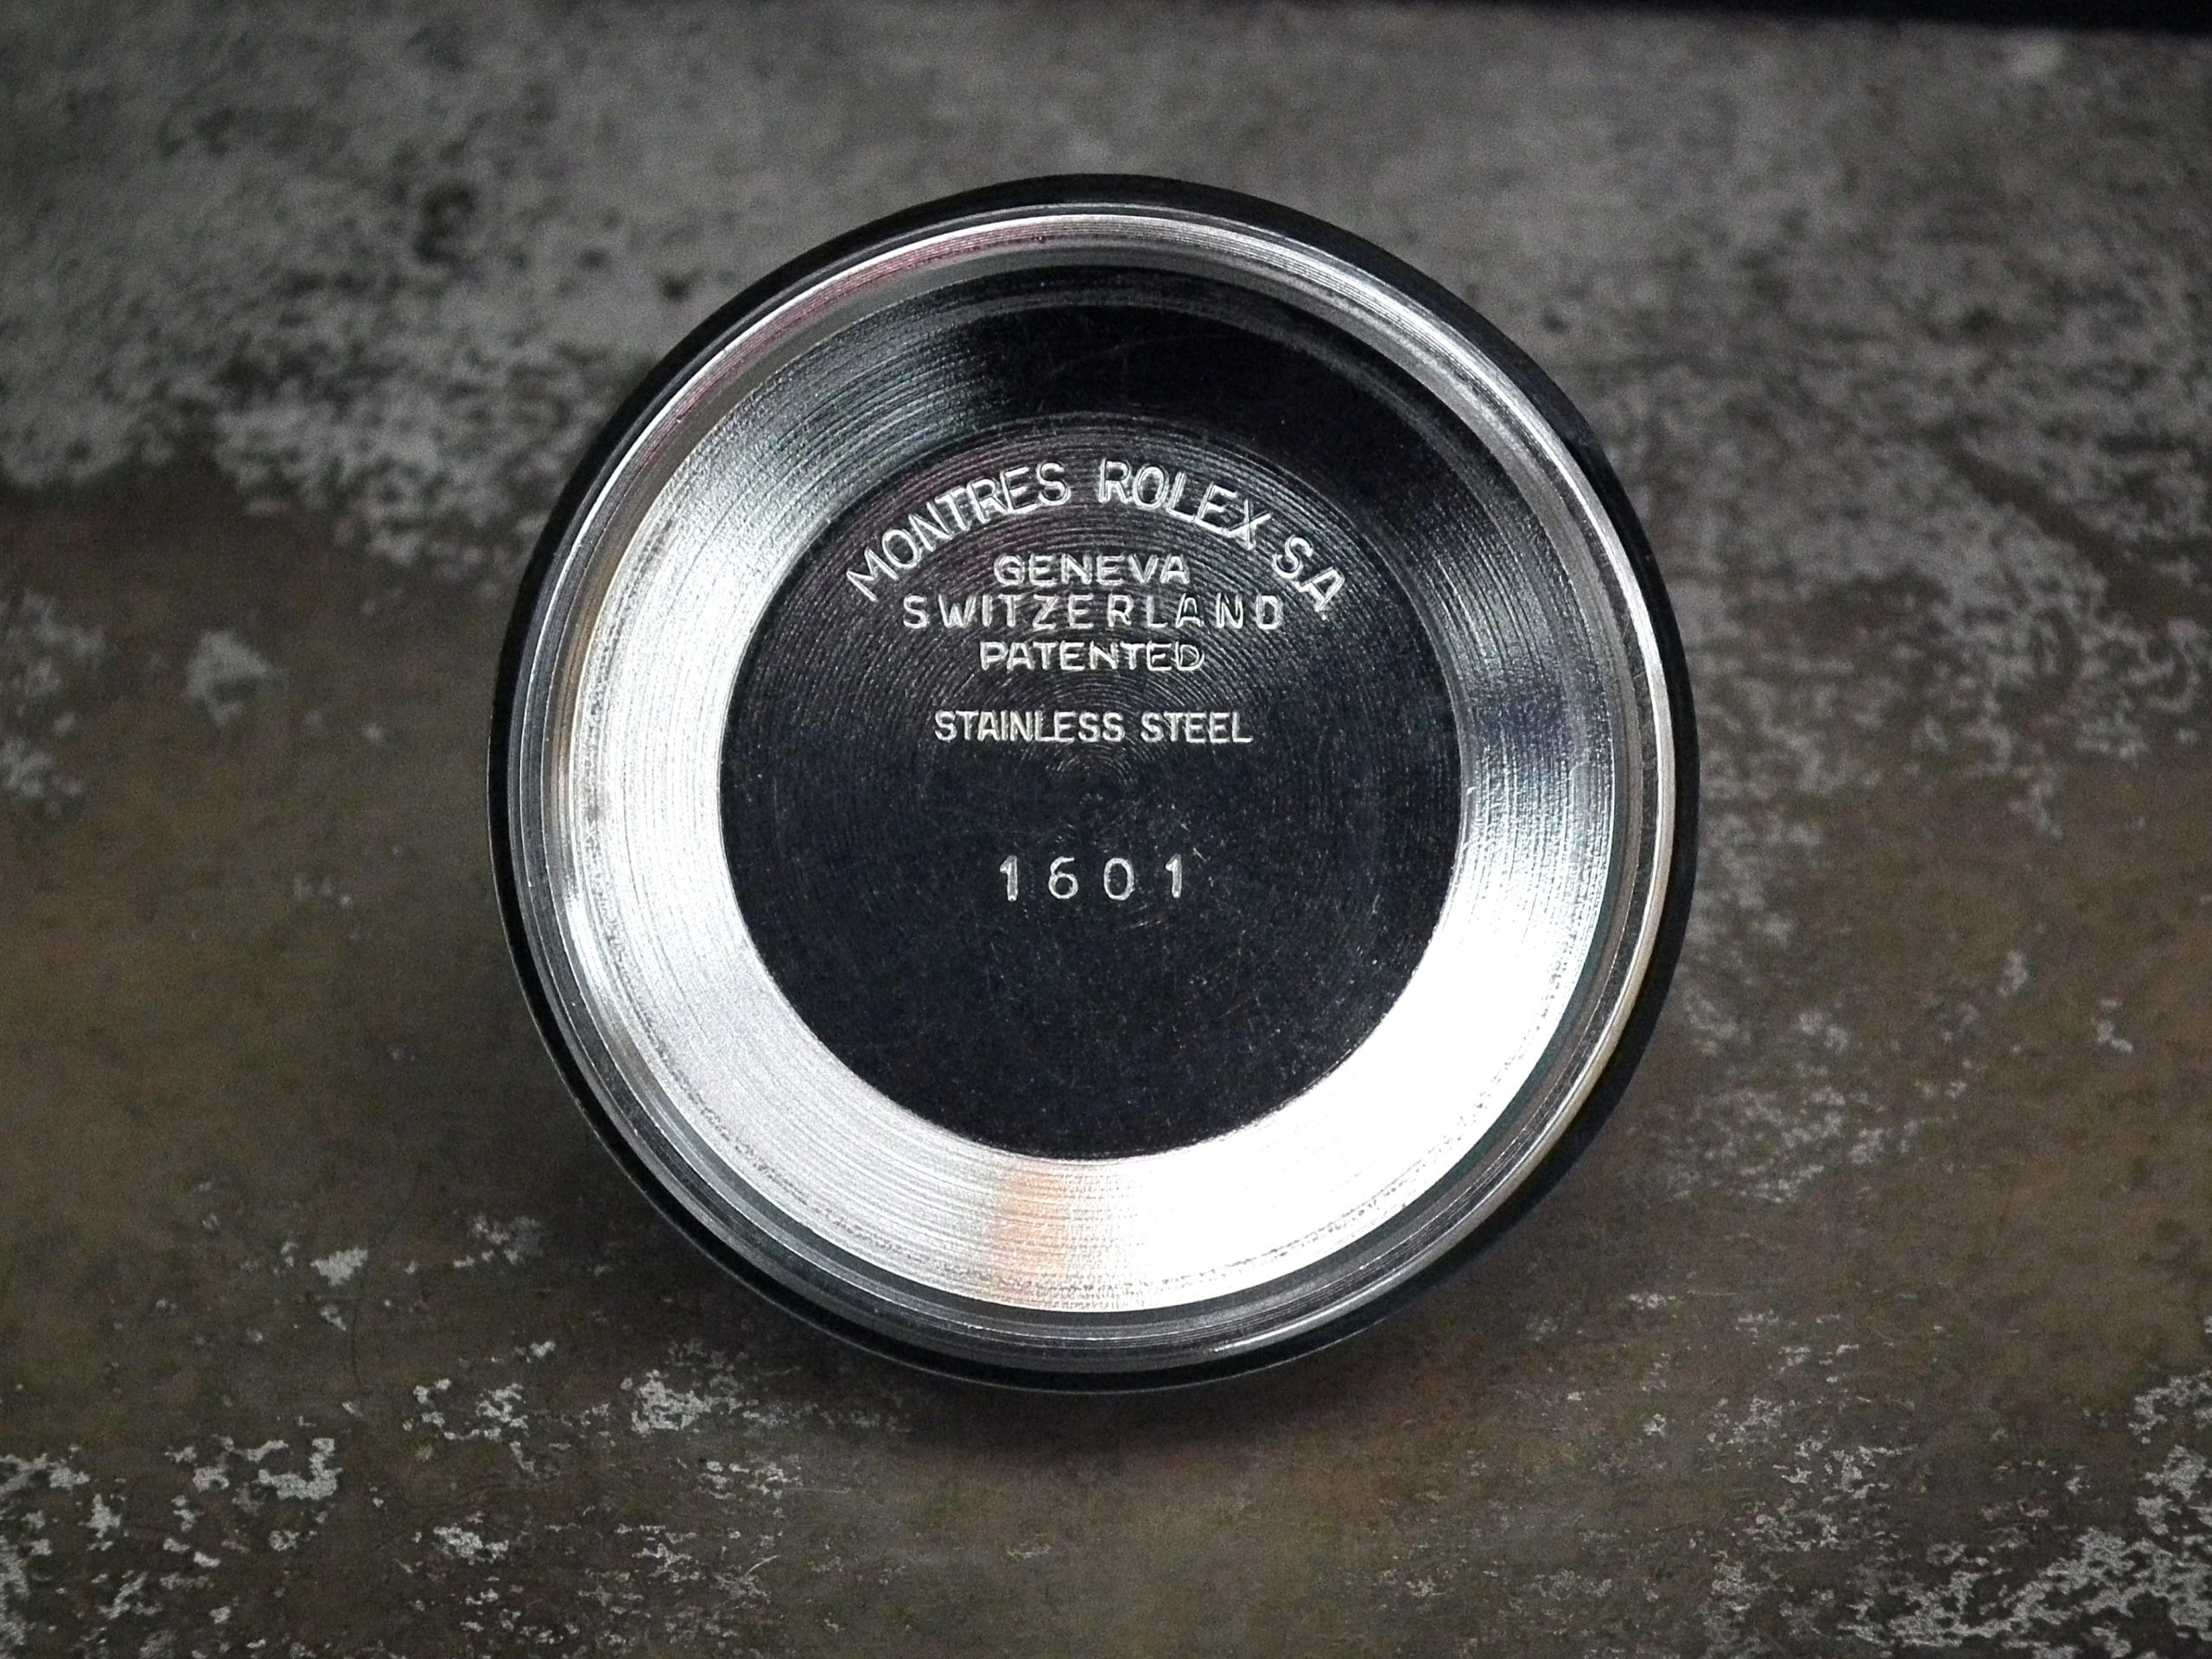 MONTRES ROLEX S.A.
GENEVA
SWITZERLAND
PATENTED
STAINLESS STEEL
1601